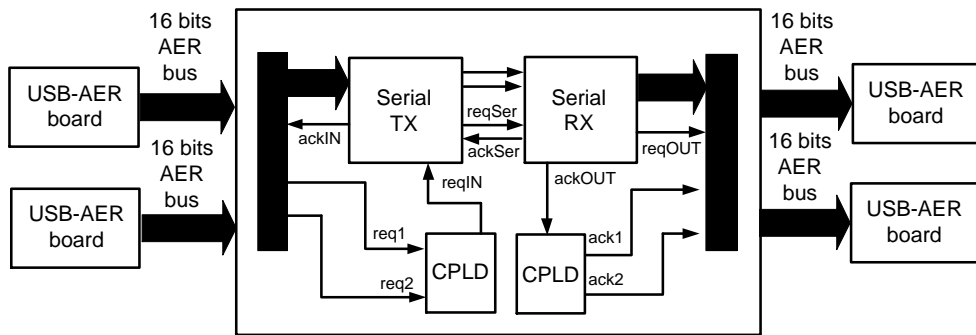 16 bits
AER
bus
USB-AER
board
16 bits
AER
bus
USB-AER
board
Serial
TX
reqSer
ackSer
Serial
RX
ackIN
reqOUT
reqIN
ackOUT
req1
req2
CPLD
CPLD
ack1
ack2
16 bits
AER
bus
USB-AER
board
16 bits
AER
bus
USB-AER
board